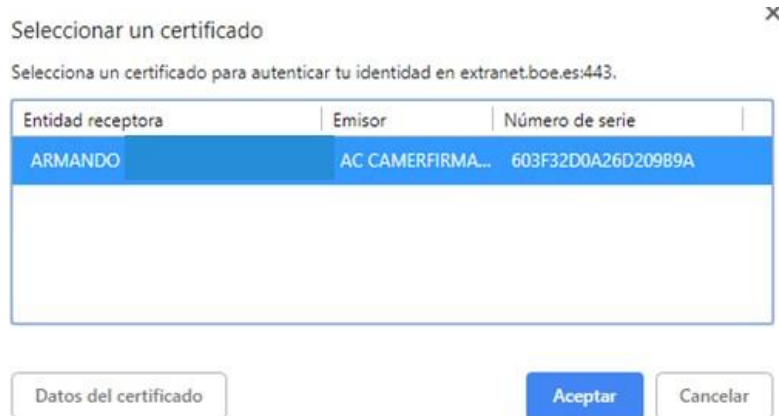 Seleccionar un certificado
Selecciona un certificado para autenticar tu identidad en extranet.boe.es:443.
Entidad receptora Emisor Número de serie
ARMANDO AC CAMERFIRMA... 603F32D0A26D209B9A
Datos del certificado Aceptar Cancelar